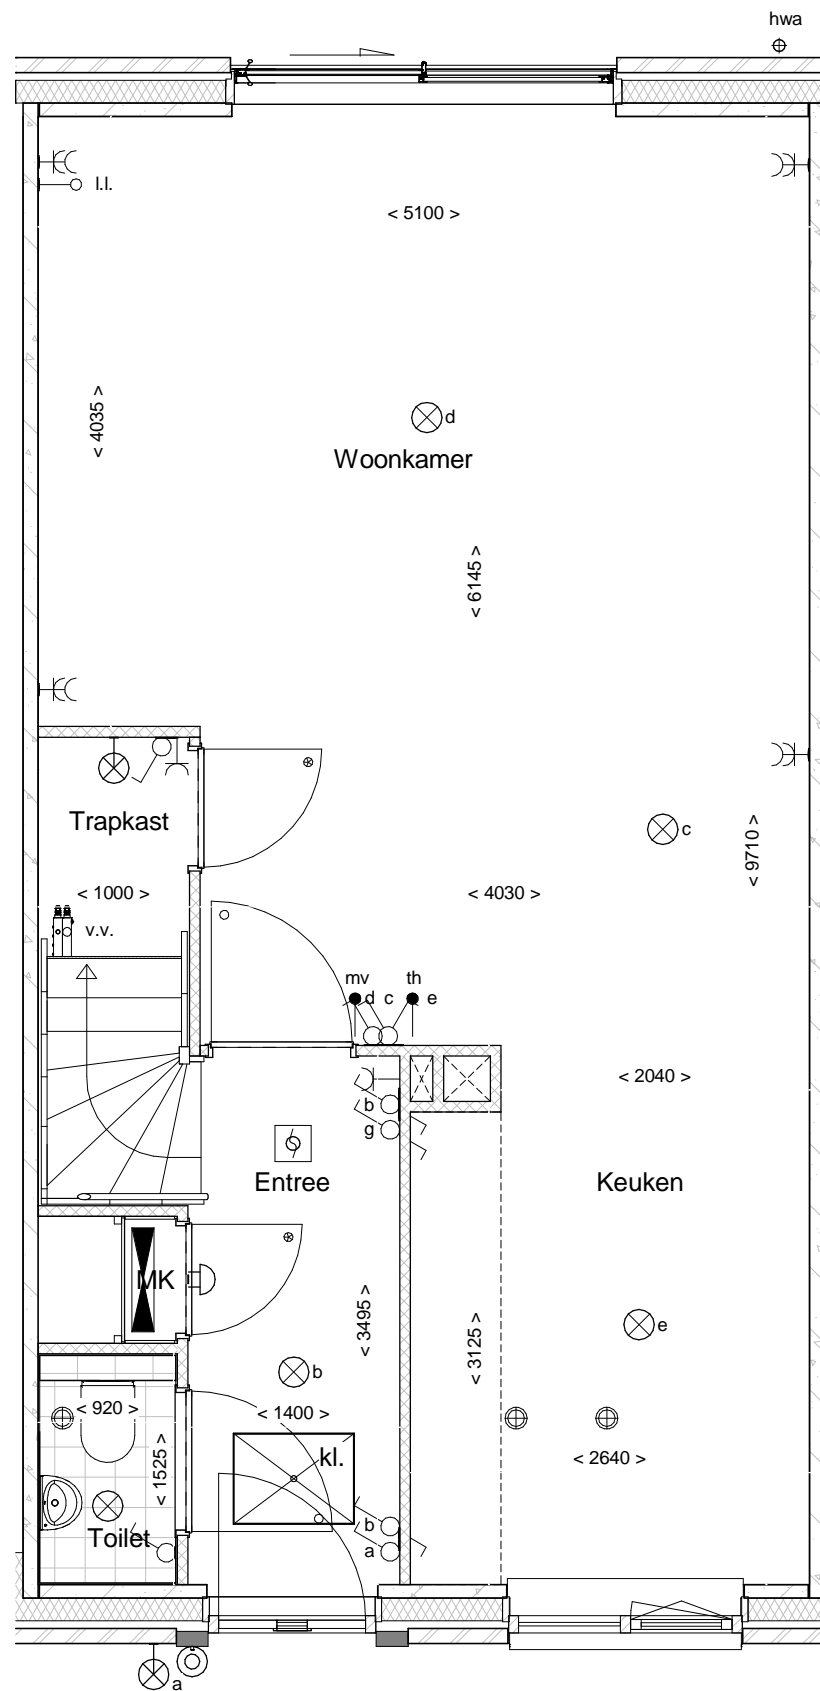 hwa
l.l.
< 5100 >
< 4035 >
d
Woonkamer
< 6145 >
Trapkast
c
< 9710 >
< 1000 >
< 4030 >
v.v.
mv
th
d
c
e
< 2040 >
b
g
Entree
Keuken
MK
< 3495 >
< 3125 >
e
b
< 920 >
< 1400 >
kl.
< 1525 >
< 2640 >
Toilet
b
a
a